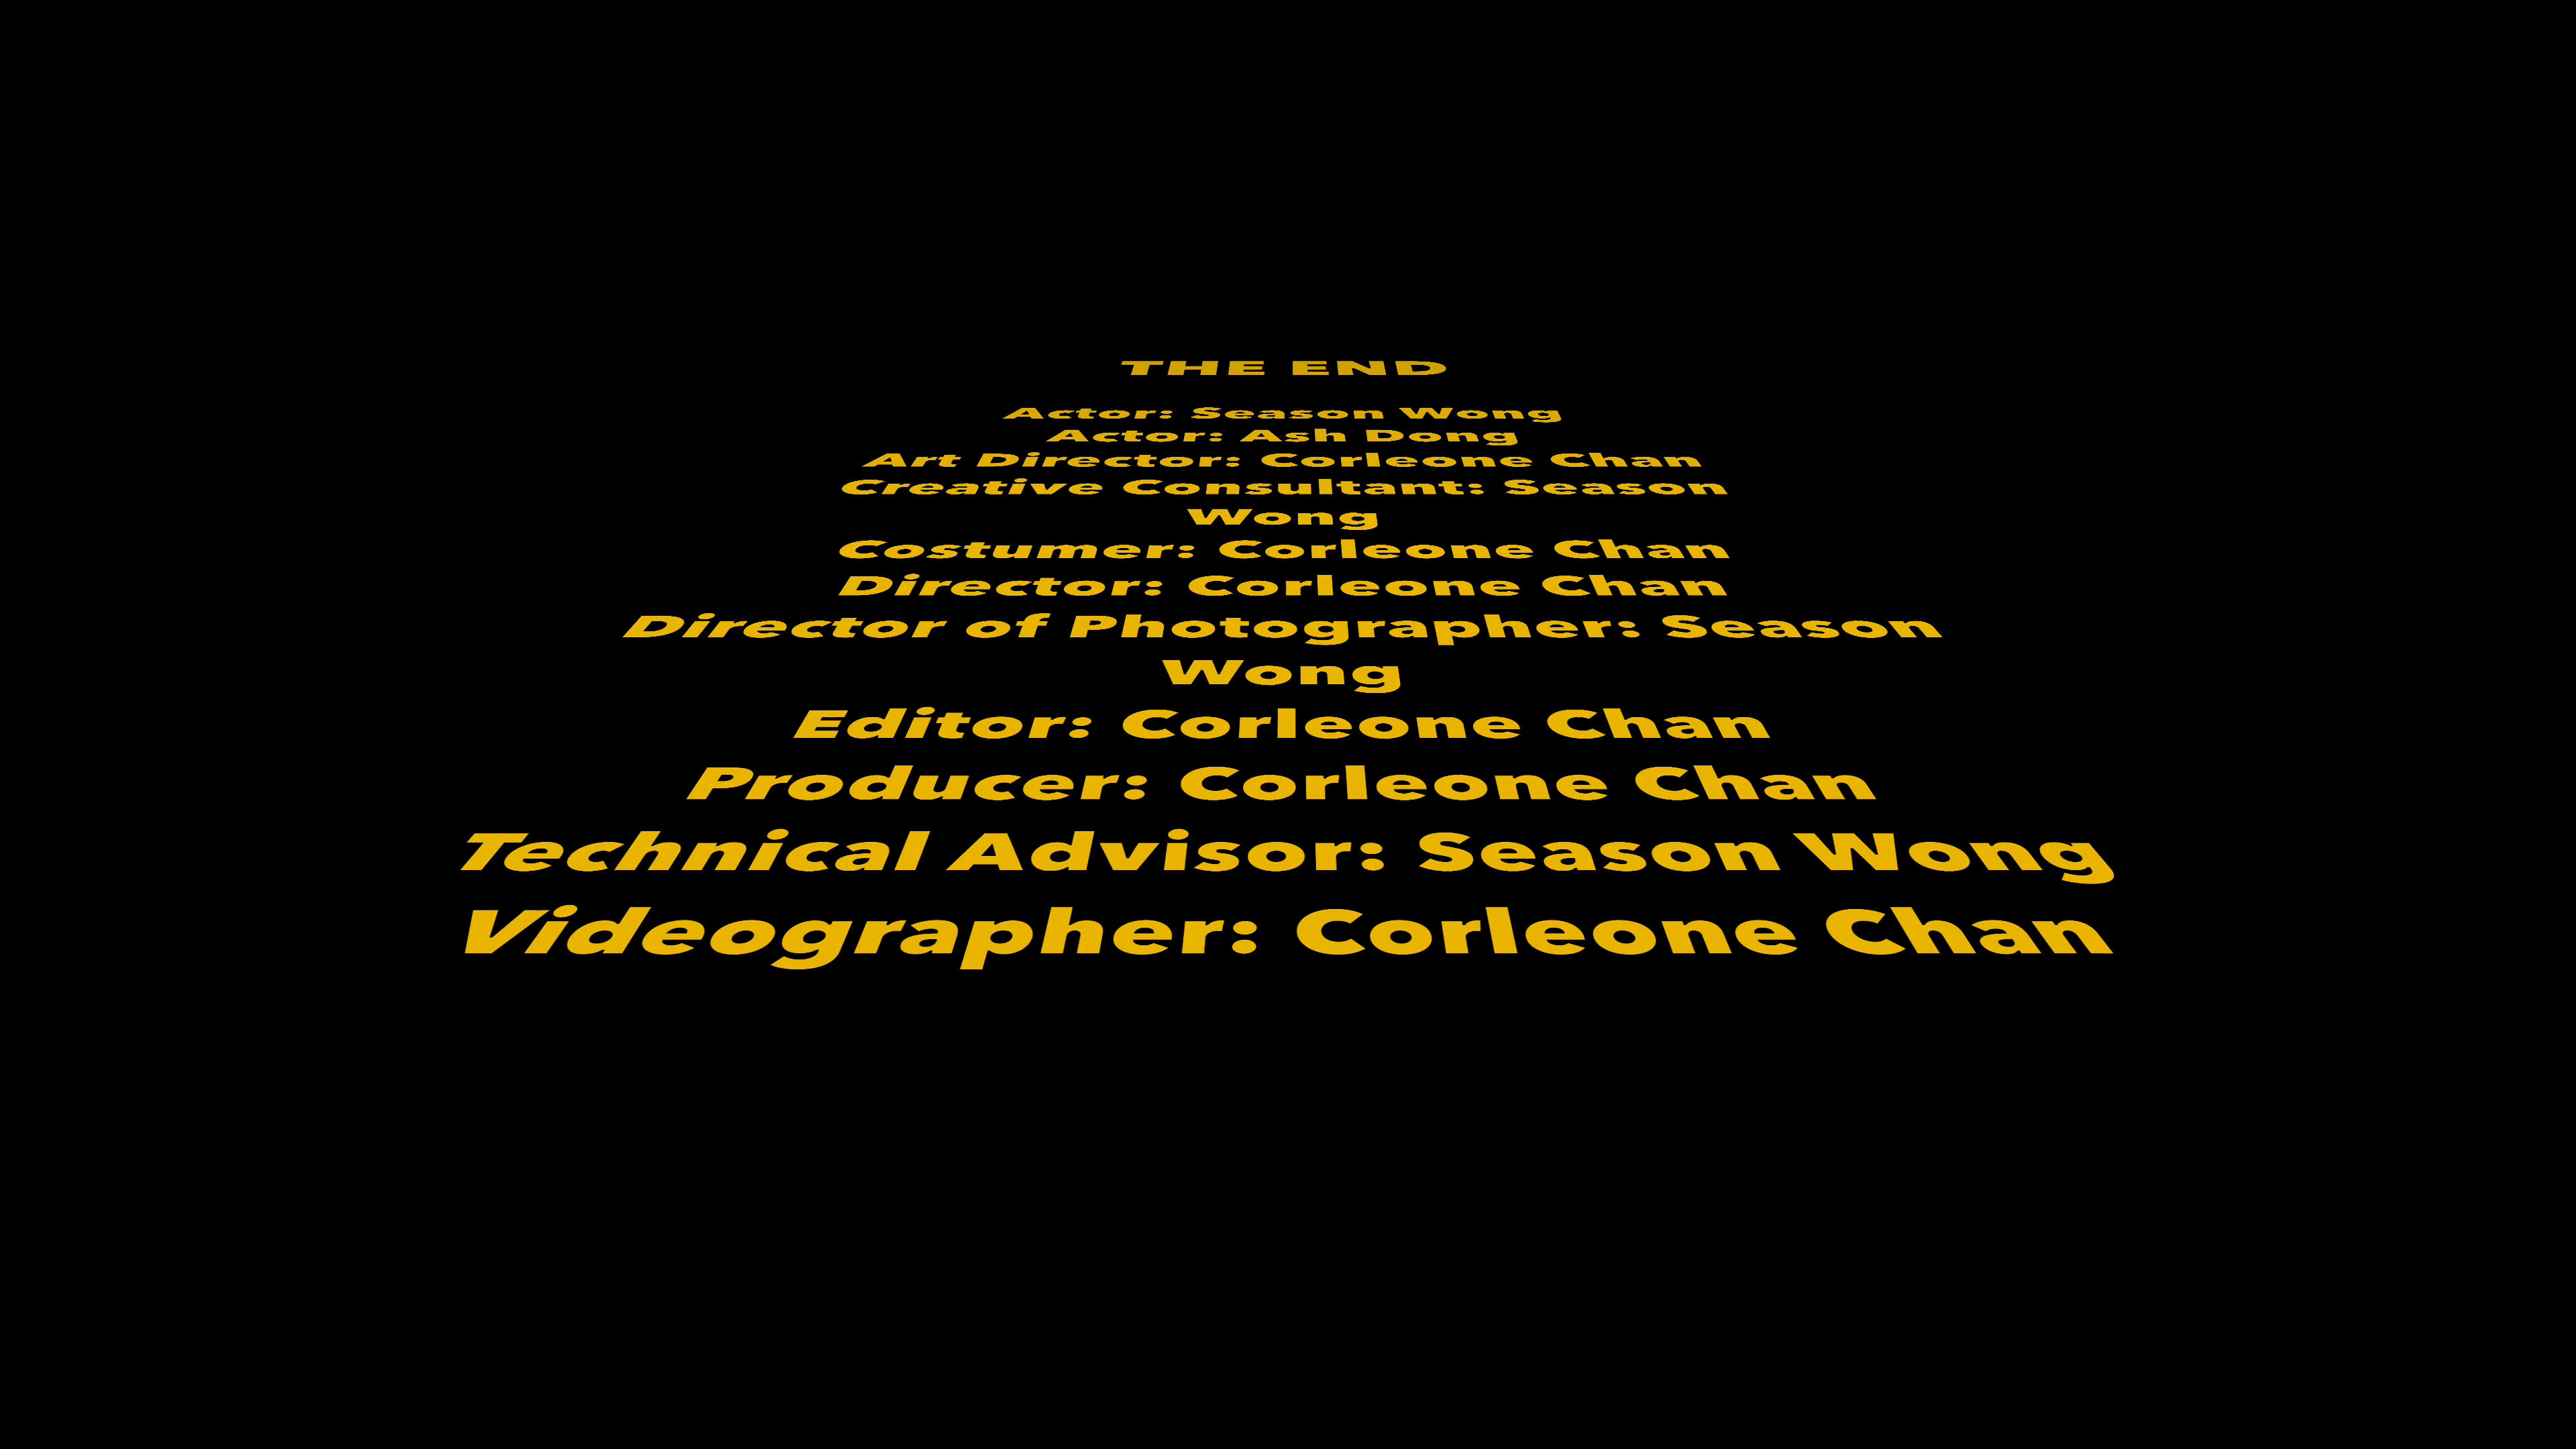 THE END
Actor: Season Wong
Actor: Ash Dong
Art Director: Corleone Chan
Creative Consultant: Season
Wong
Costumer: Corleone Chan
Director: Corleone Chan
Director of Photographer: Season
Wong
Editor: Corleone Chan
Producer: Corleone Chan
Technical Advisor: Season Wong
Videographer: Corleone Chan